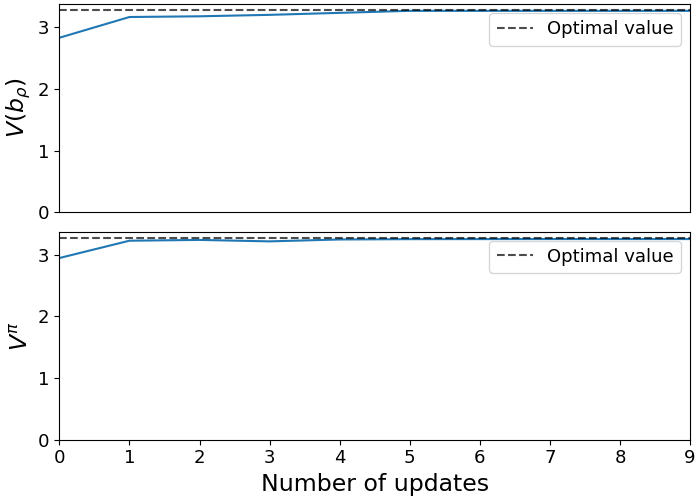 3
2
1
0
V(b_ρ)
Optimal value
3
2
1
0
V^π
Optimal value
0 1 2 3 4 5 6 7 8 9
Number of updates